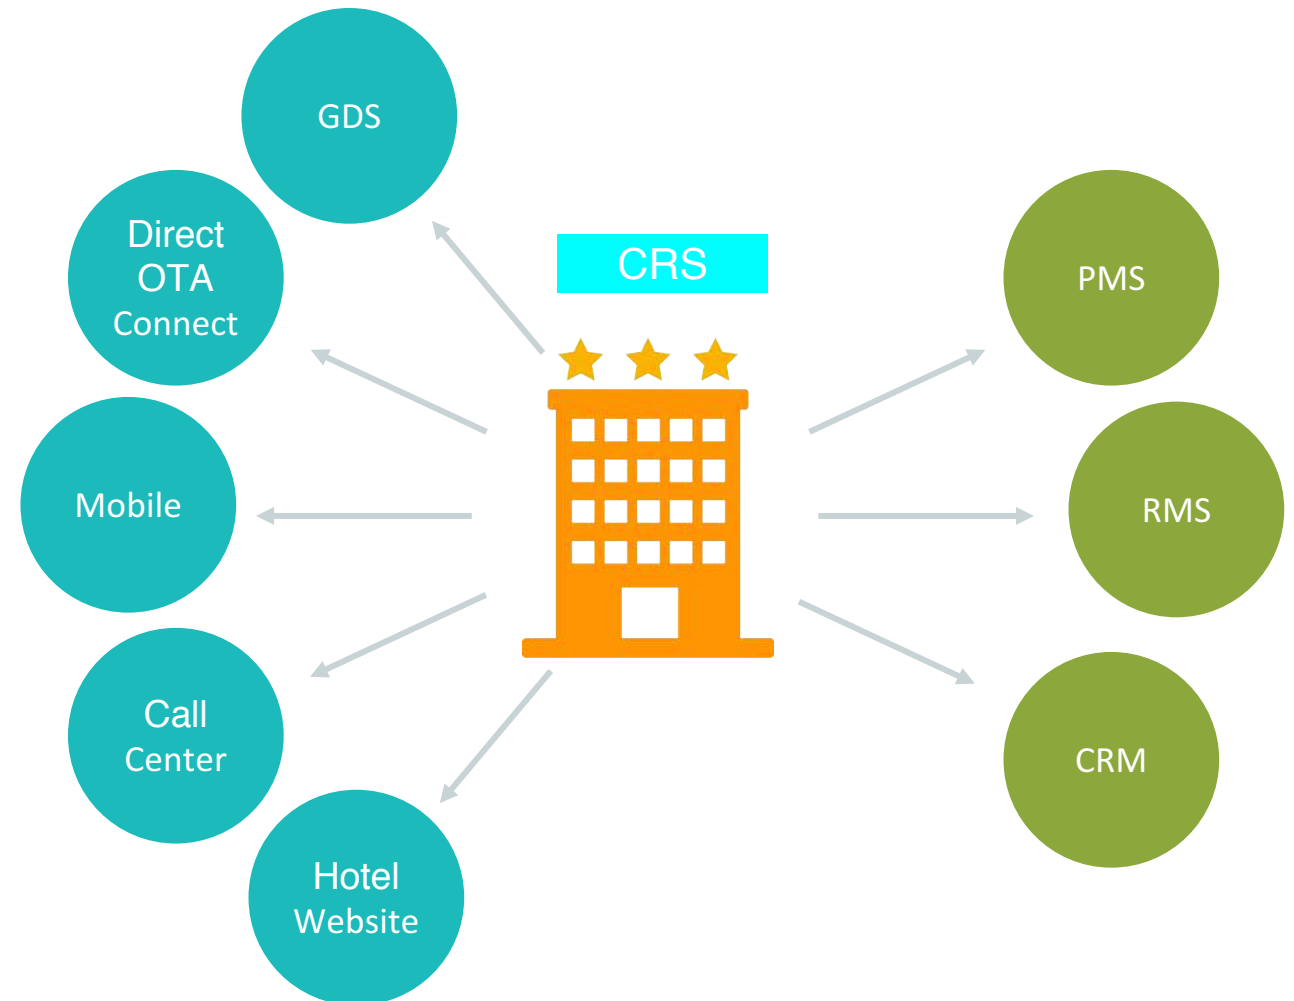 GDS
Direct
OTA
Connect
CRS
PMS
Mobile
RMS
Call
Center
CRM
Hotel
Website